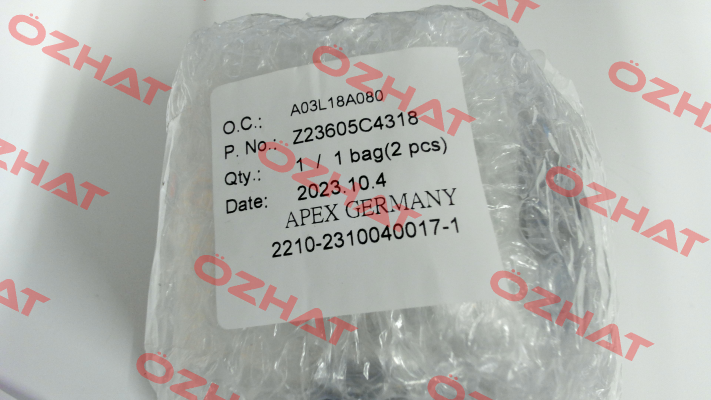 O.C.: A03L18A080
P. No.: Z23605C4318
Qty.: 1 / 1 bag(2 pcs)
Date: 2023.10.4
APEX GERMANY
2210-2310040017-1
ÖZHAT
ÖZHAT
ÖZHAT
ÖZHAT
ÖZHAT
ÖZHAT
ÖZHAT
ÖZHAT
ÖZHAT